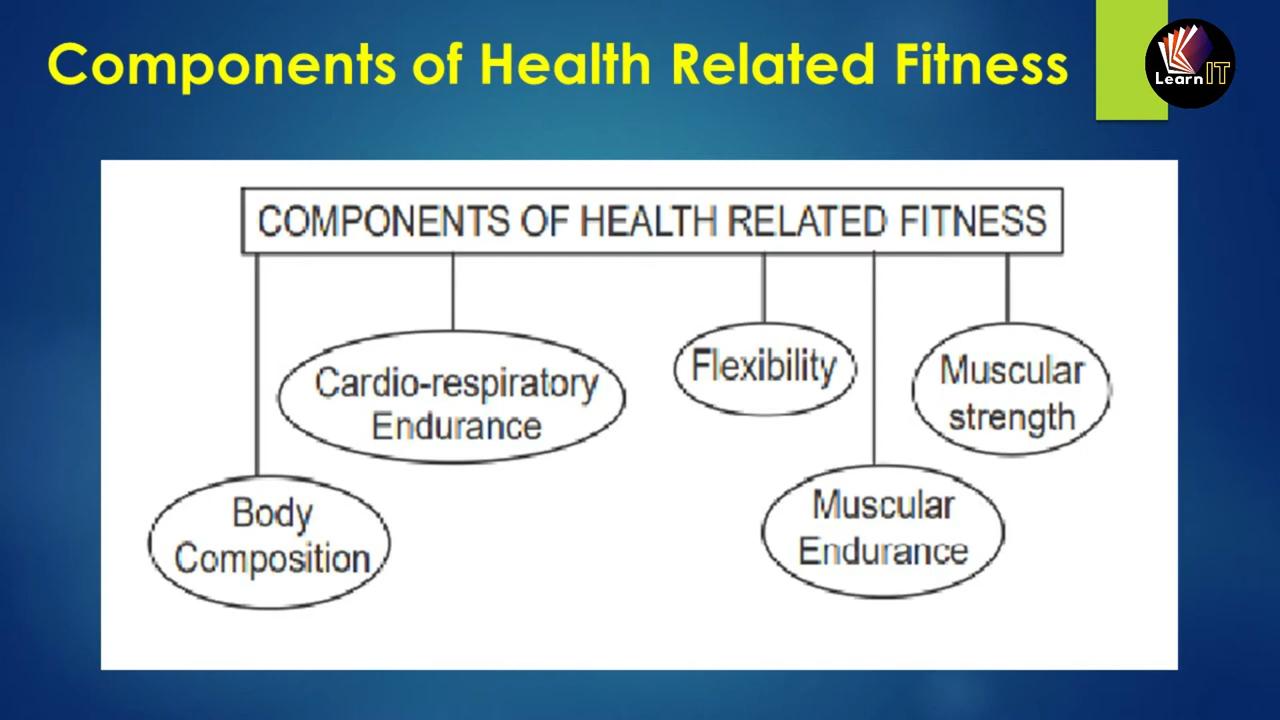 Components of Health Related Fitness
LearnIT
COMPONENTS OF HEALTH RELATED FITNESS
Cardio-respiratory
Endurance
Flexibility
Muscular
strength
Body
Composition
Muscular
Endurance